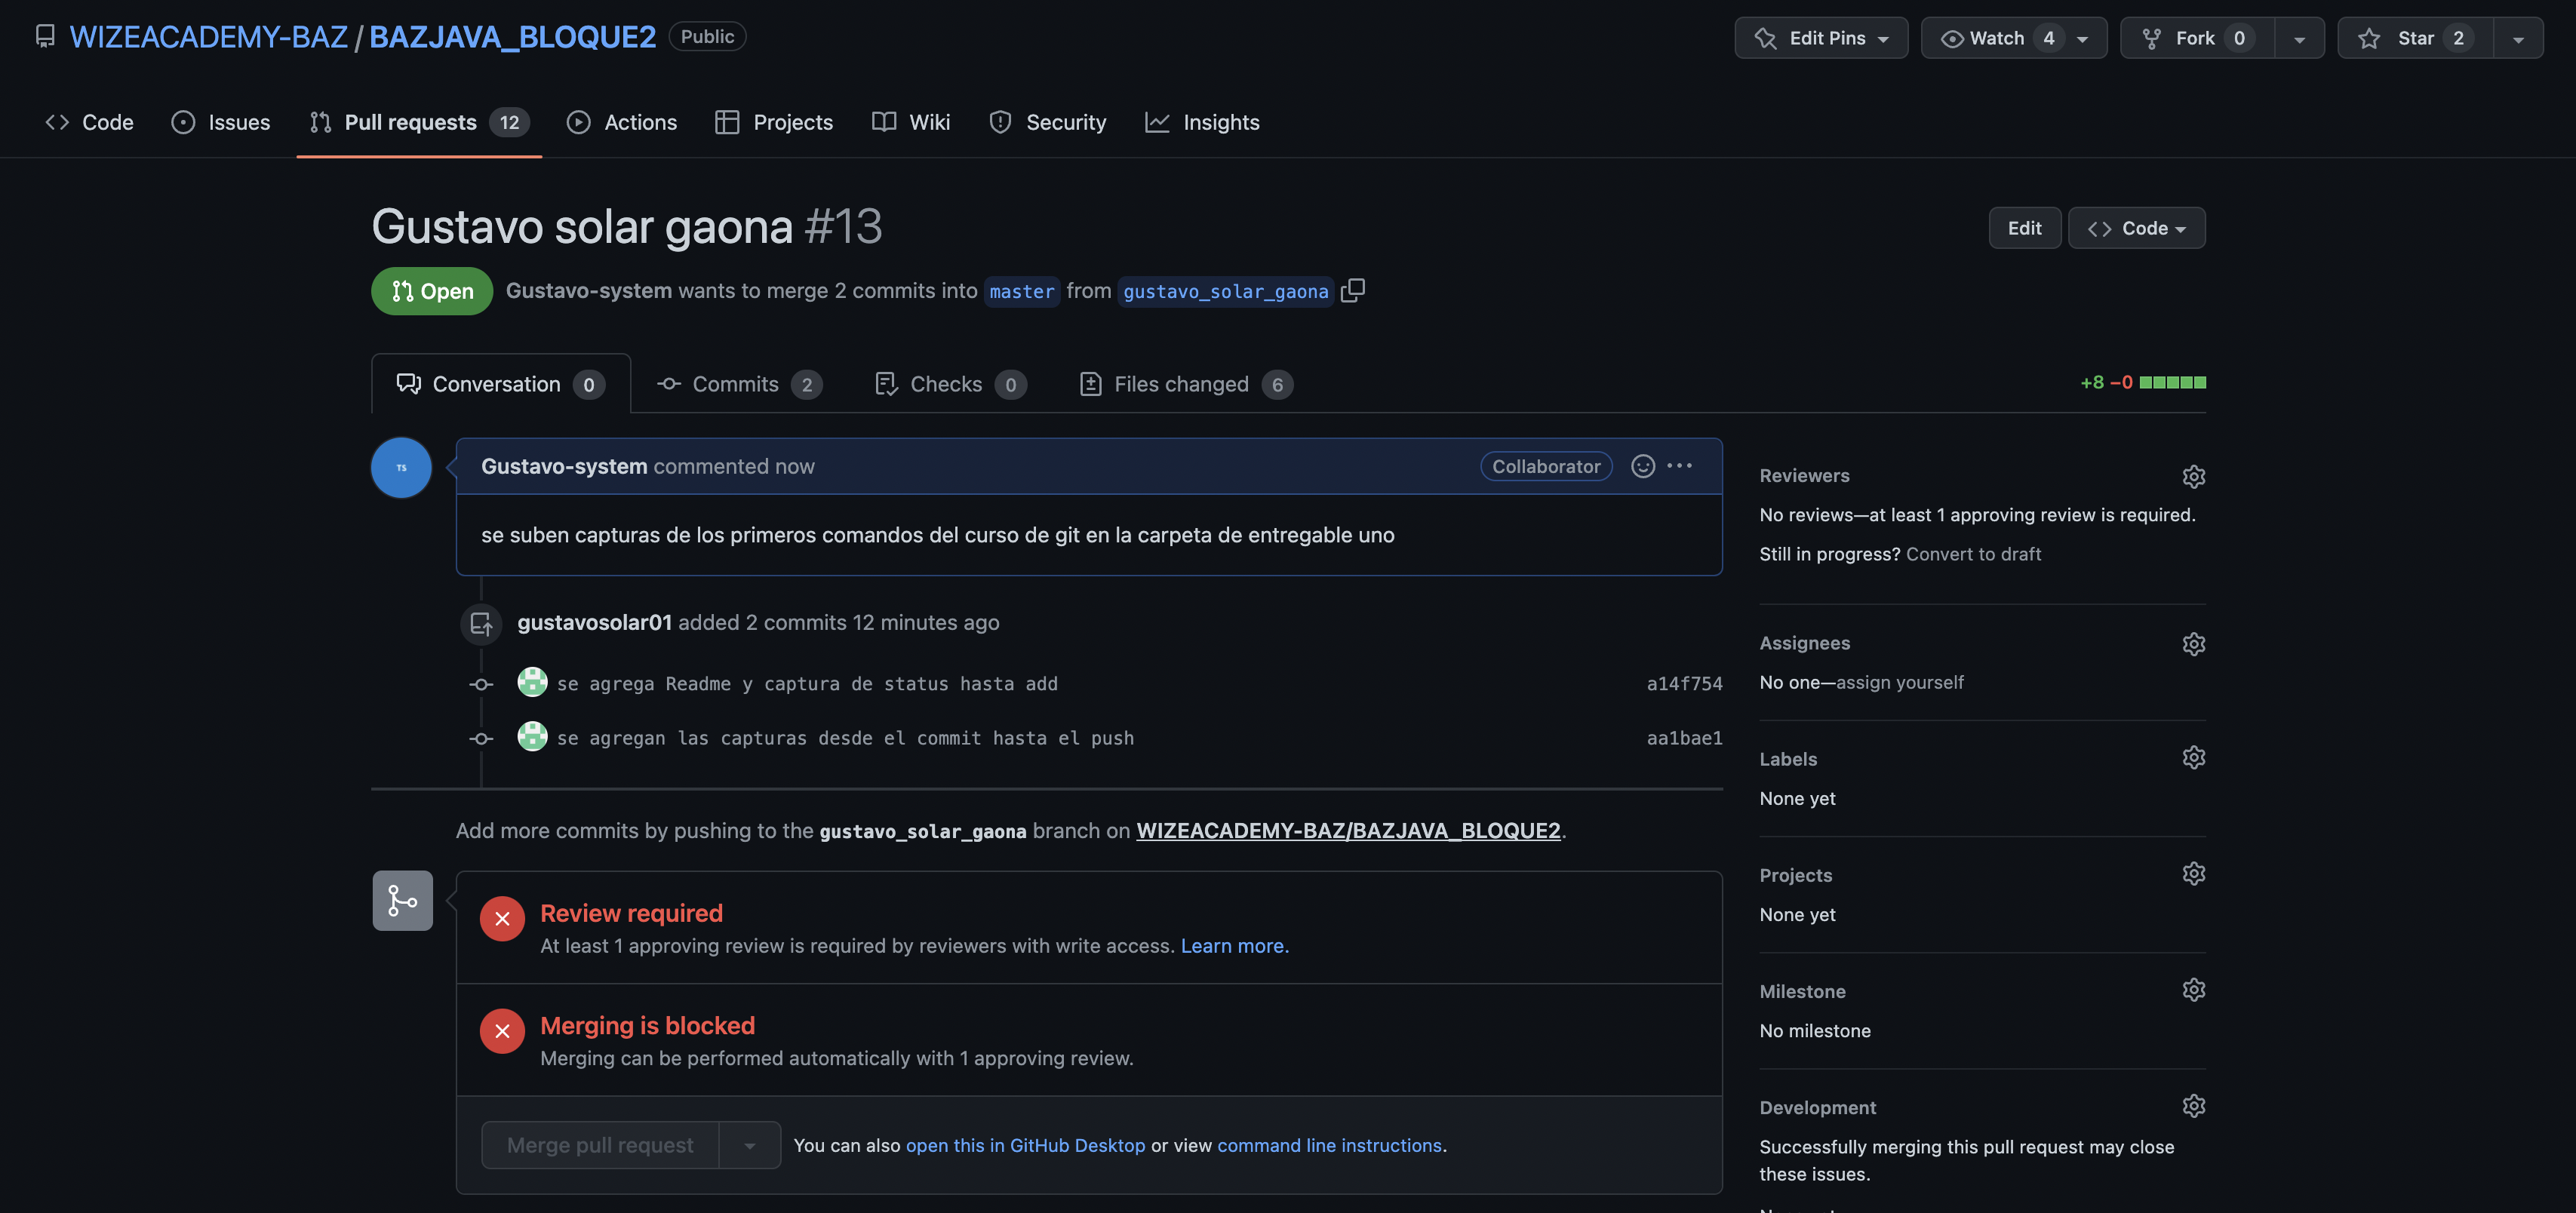 WIZEACADEMY-BAZ / BAZJAVA_BLOQUE2 Public
Edit Pins Watch 4 Fork 0 Star 2
Code Issues Pull requests 12 Actions Projects Wiki Security Insights
Gustavo solar gaona #13
Edit Code
Open Gustavo-system wants to merge 2 commits into master from gustavo_solar_gaona
Conversation 0 Commits 2 Checks 0 Files changed 6
+8 −0
TS
Gustavo-system commented now Collaborator
se suben capturas de los primeros comandos del curso de git en la carpeta de entregable uno
gustavosolar01 added 2 commits 12 minutes ago
se agrega Readme y captura de status hasta add a14f754
se agregan las capturas desde el commit hasta el push aa1bae1
Add more commits by pushing to the gustavo_solar_gaona branch on WIZEACADEMY-BAZ/BAZJAVA_BLOQUE2.
Review required
At least 1 approving review is required by reviewers with write access. Learn more.
Merging is blocked
Merging can be performed automatically with 1 approving review.
Merge pull request You can also open this in GitHub Desktop or view command line instructions.
Reviewers
No reviews—at least 1 approving review is required.
Still in progress? Convert to draft
Assignees
No one—assign yourself
Labels
None yet
Projects
None yet
Milestone
No milestone
Development
Successfully merging this pull request may close
these issues.